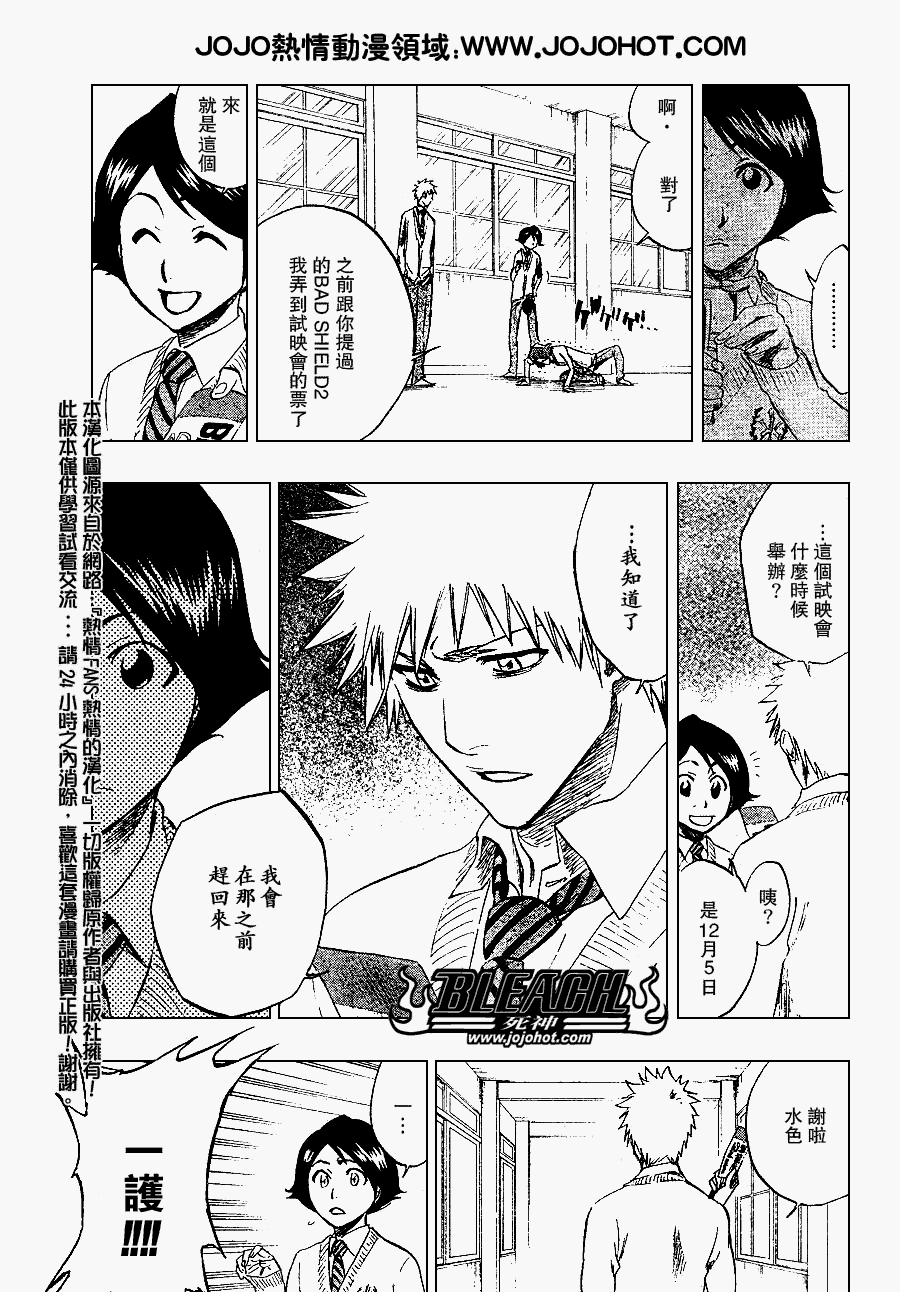 JOJO熱情動漫領域:WWW.JOJOHOT.COM
…………
啊．
對了
之前跟你提過
的BAD SHIELD2
我弄到試映會的票了
來
就是這個
…這個試映會
什麼時候
舉辦？
咦？
是12月5日
…我知道了
我會
在那之前
趕回來
BLEACH
死神
www.jojohot.com
謝啦
水色
一…
一護!!!!
本漢化圖源來自於網路…『熱情FANS 熱情的漢化』一切版權歸原作者與出版社擁有！
此版本僅供學習試看交流...請 24 小時之內消除，喜歡這套漫畫請購買正版！謝謝。